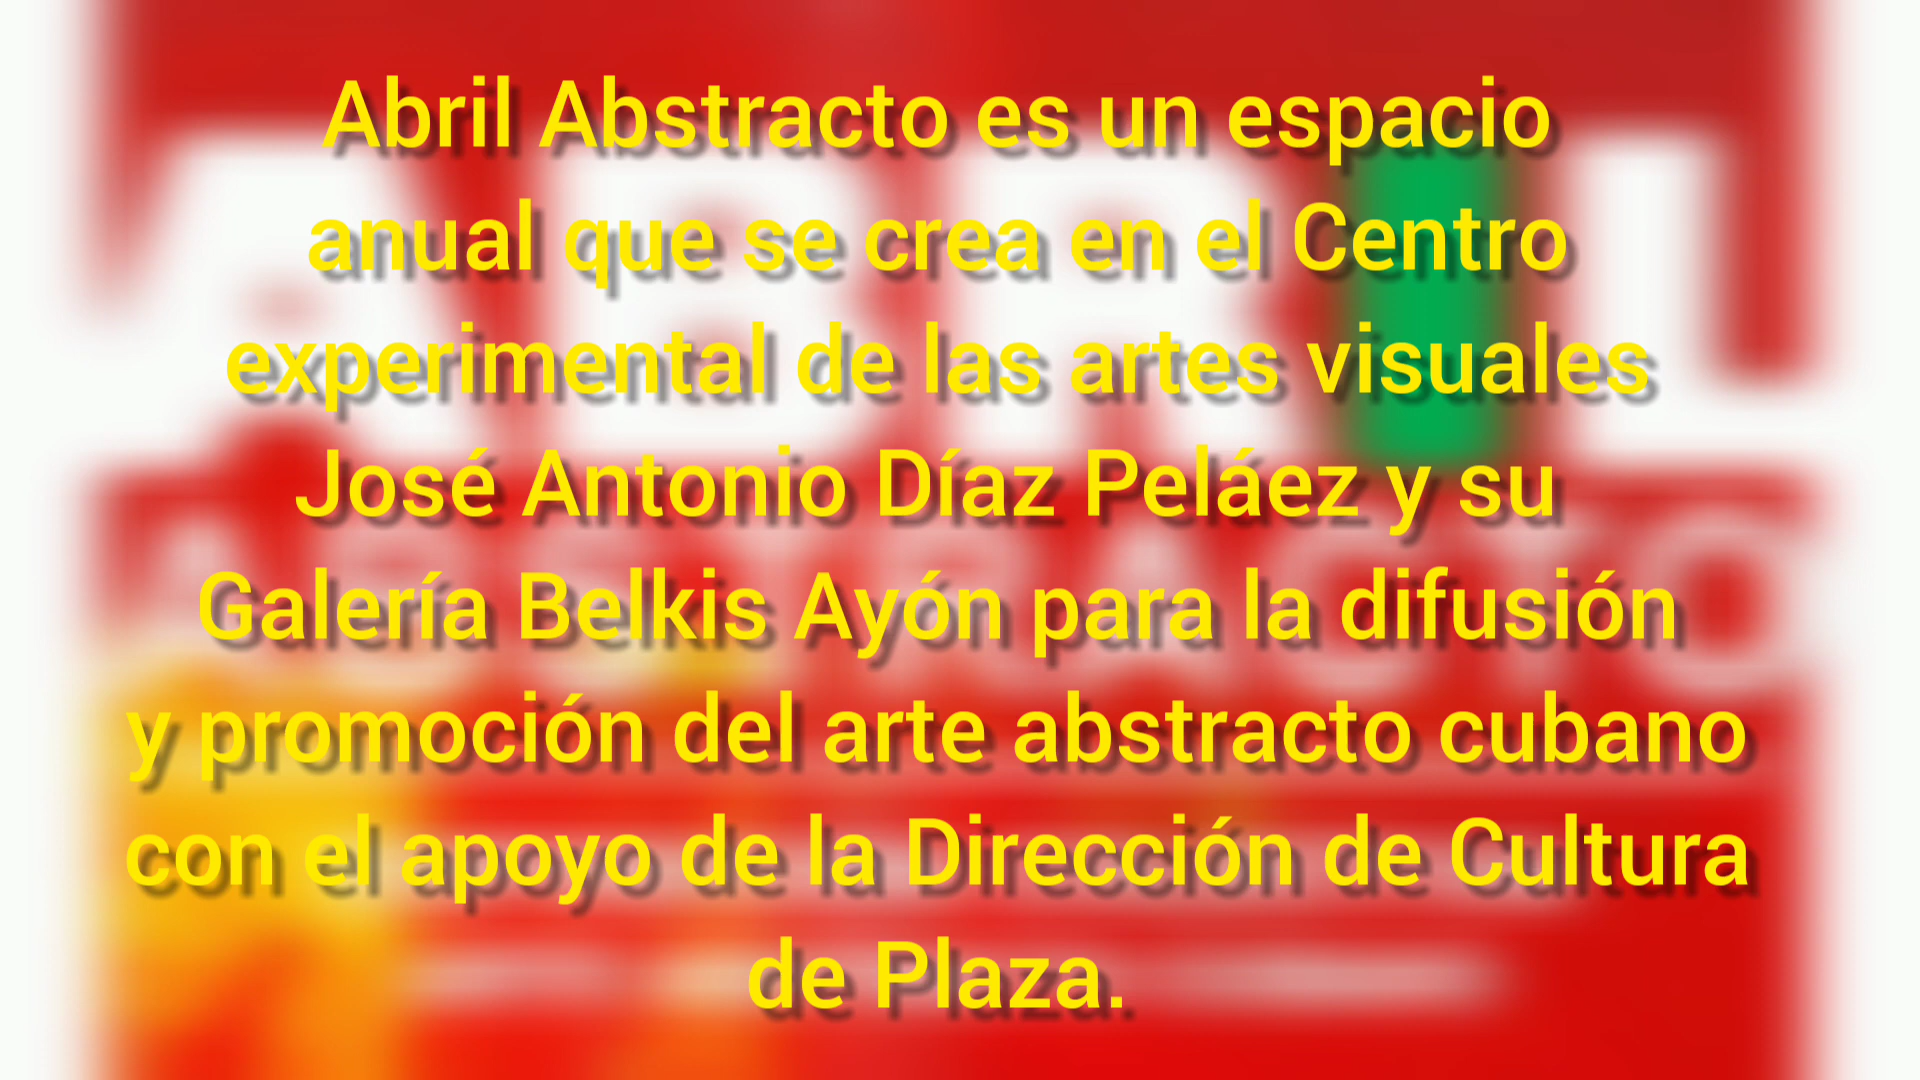 Abril Abstracto es un espacio
anual que se crea en el Centro
experimental de las artes visuales
José Antonio Díaz Peláez y su
Galería Belkis Ayón para la difusión
y promoción del arte abstracto cubano
con el apoyo de la Dirección de Cultura
de Plaza.
ABRIL
ABSTRACTO